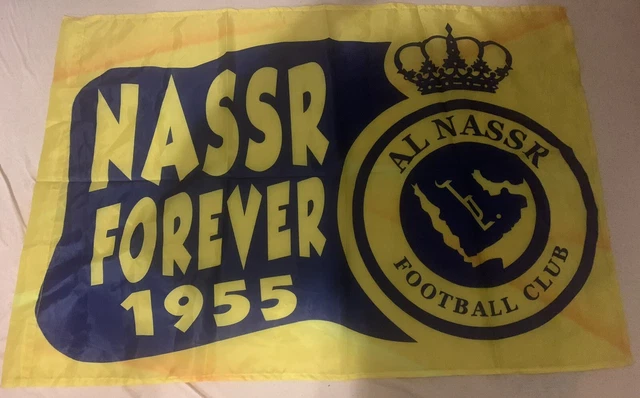 NASSR
FOREVER
1955
AL NASSR
FOOTBALL CLUB